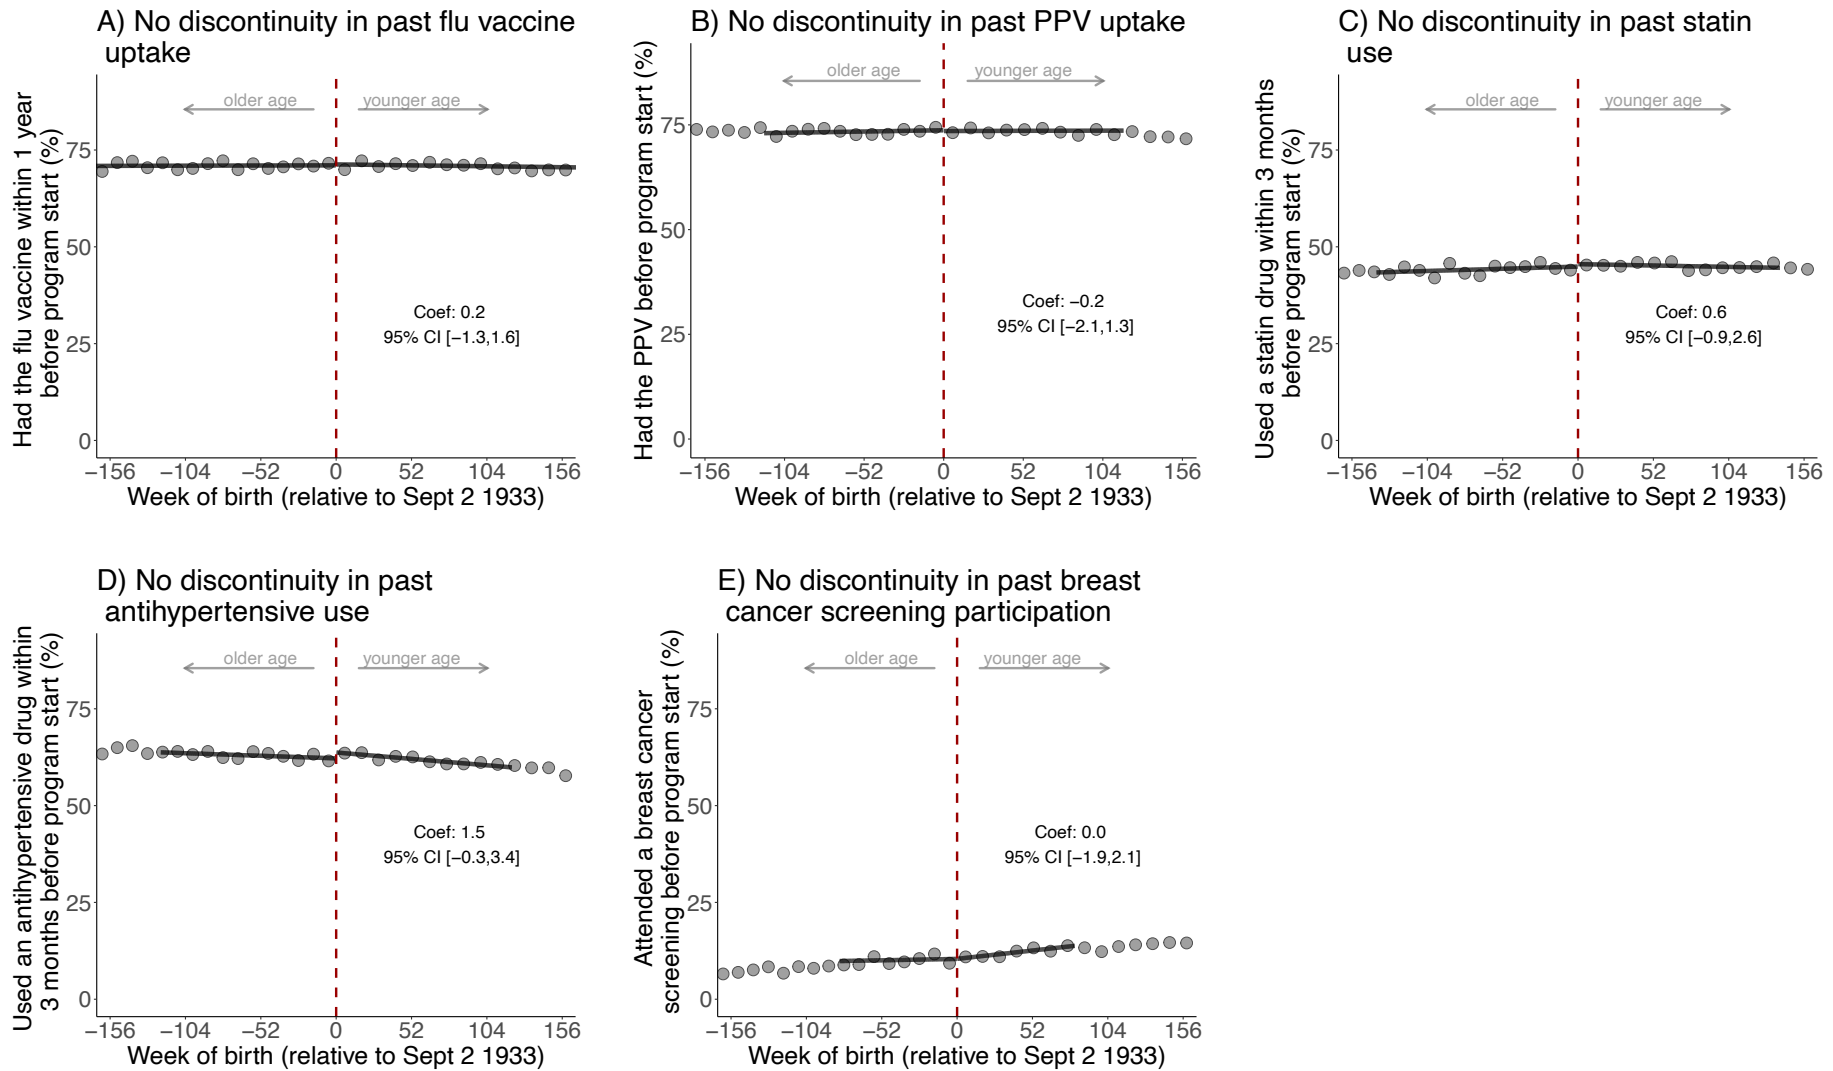 A) No discontinuity in past flu vaccine
uptake
Had the flu vaccine within 1 year
before program start (%)
older age
younger age
75
50
25
0
Coef: 0.2
95% CI [−1.3,1.6]
−156 −104 −52 0 52 104 156
Week of birth (relative to Sept 2 1933)
B) No discontinuity in past PPV uptake
Had the PPV before program start (%)
older age
younger age
75
50
25
0
Coef: −0.2
95% CI [−2.1,1.3]
−156 −104 −52 0 52 104 156
Week of birth (relative to Sept 2 1933)
C) No discontinuity in past statin
use
Used a statin drug within 3 months
before program start (%)
older age
younger age
75
50
25
0
Coef: 0.6
95% CI [−0.9,2.6]
−156 −104 −52 0 52 104 156
Week of birth (relative to Sept 2 1933)
D) No discontinuity in past
antihypertensive use
Used an antihypertensive drug within
3 months before program start (%)
older age
younger age
75
50
25
0
Coef: 1.5
95% CI [−0.3,3.4]
−156 −104 −52 0 52 104 156
Week of birth (relative to Sept 2 1933)
E) No discontinuity in past breast
cancer screening participation
Attended a breast cancer
screening before program start (%)
older age
younger age
75
50
25
0
Coef: 0.0
95% CI [−1.9,2.1]
−156 −104 −52 0 52 104 156
Week of birth (relative to Sept 2 1933)